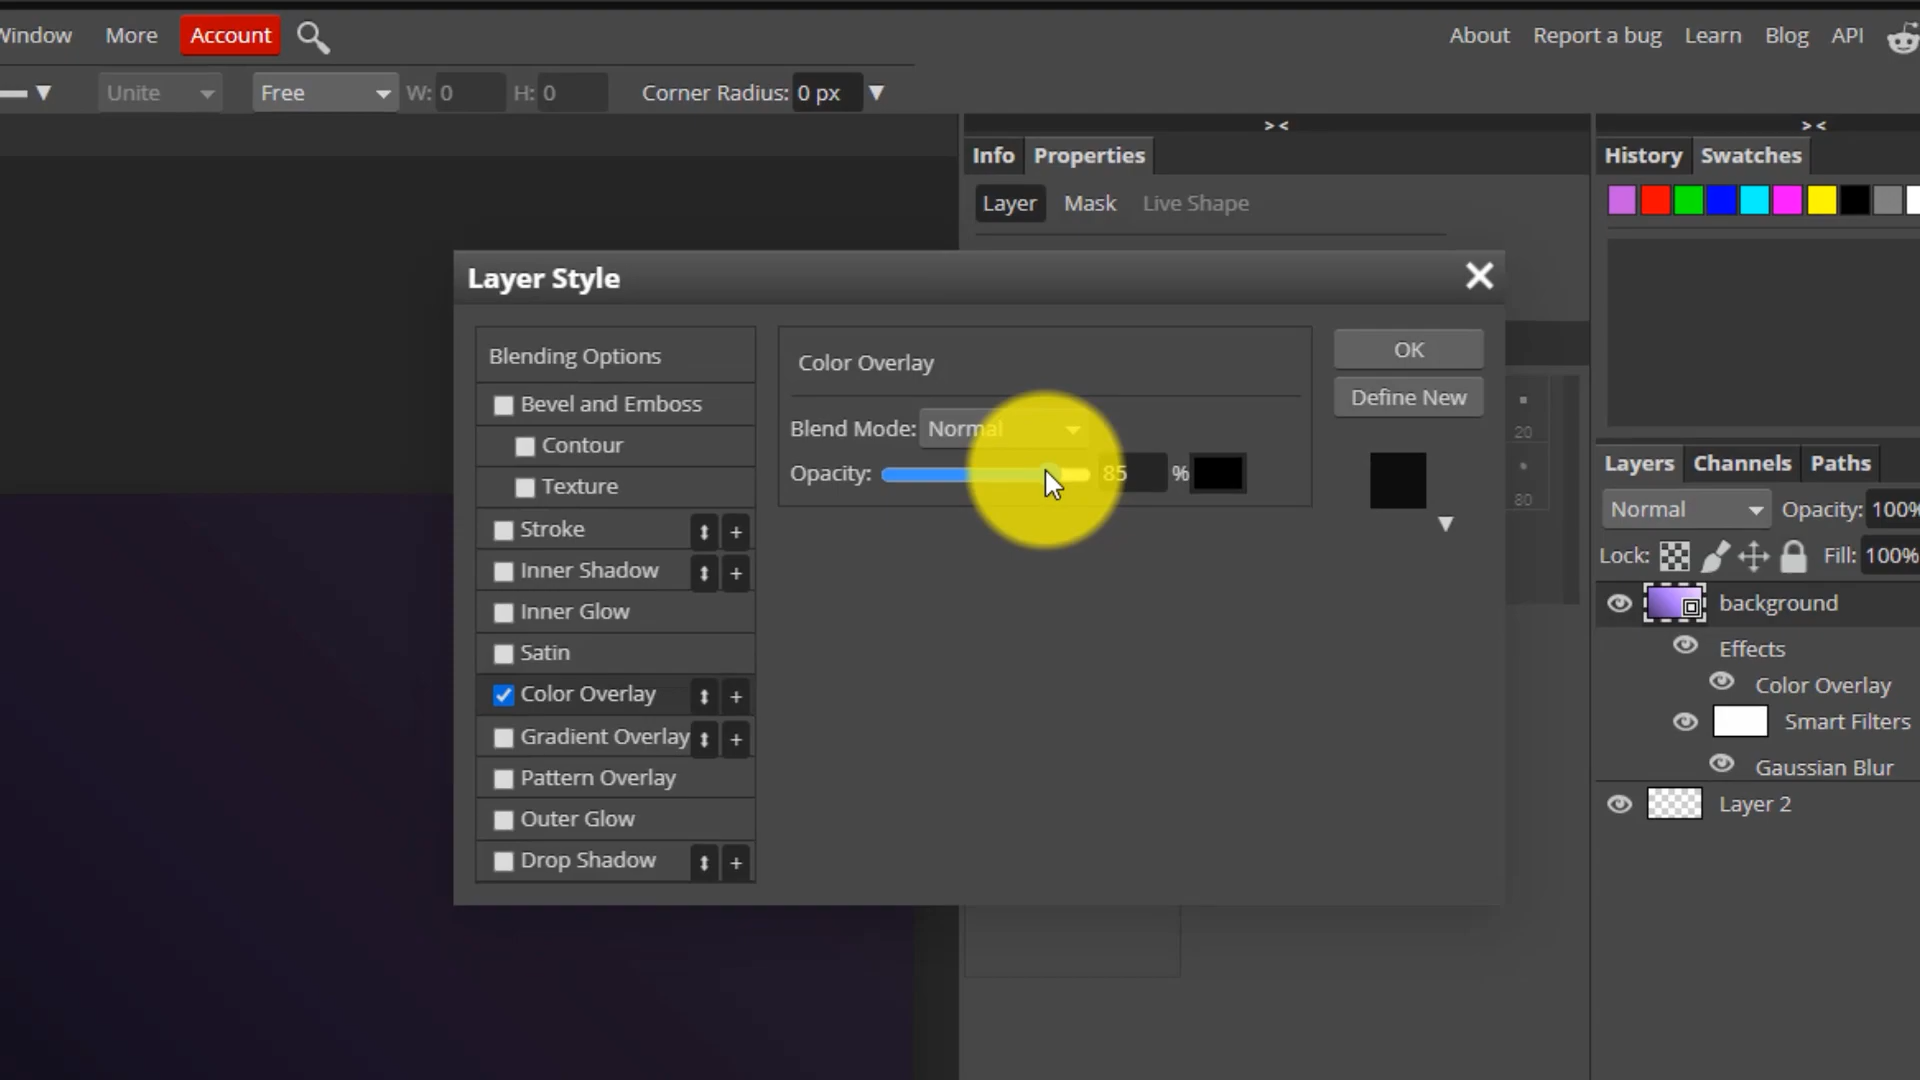 Window More Account About Report a bug Learn Blog API
Unite Free W: 0 H: 0 Corner Radius: 0 px ▼
> < > <
Info Properties History Swatches
Layer Mask Live Shape
Layer Style
Blending Options
Color Overlay
OK
Bevel and Emboss
Define New
Blend Mode: Normal
Contour
20
Opacity: 85 %
Layers Channels Paths
Texture
80
Normal Opacity: 100%
Stroke
Lock: Fill: 100%
Inner Shadow
background
Inner Glow
Effects
Satin
Color Overlay
Color Overlay
Smart Filters
Gradient Overlay
Gaussian Blur
Pattern Overlay
Layer 2
Outer Glow
Drop Shadow